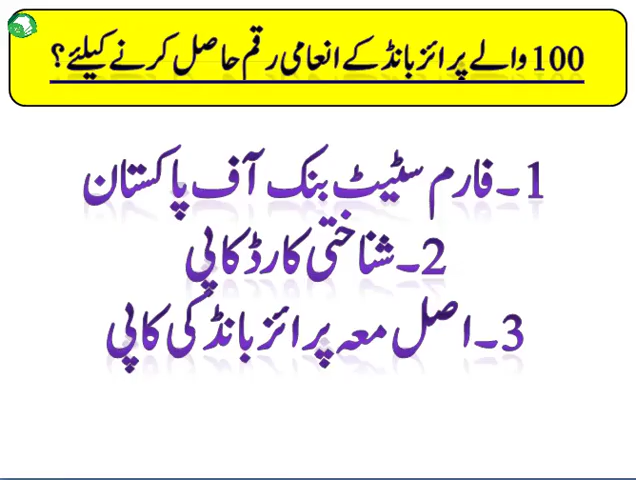 100 والے پرائز بانڈ کے انعامی رقم حاصل کرنے کیلئے؟
1۔فارم سٹیٹ بنک آف پاکستان
2۔شناختی کارڈ کاپی
3۔اصل معہ پرائز بانڈ کی کاپی